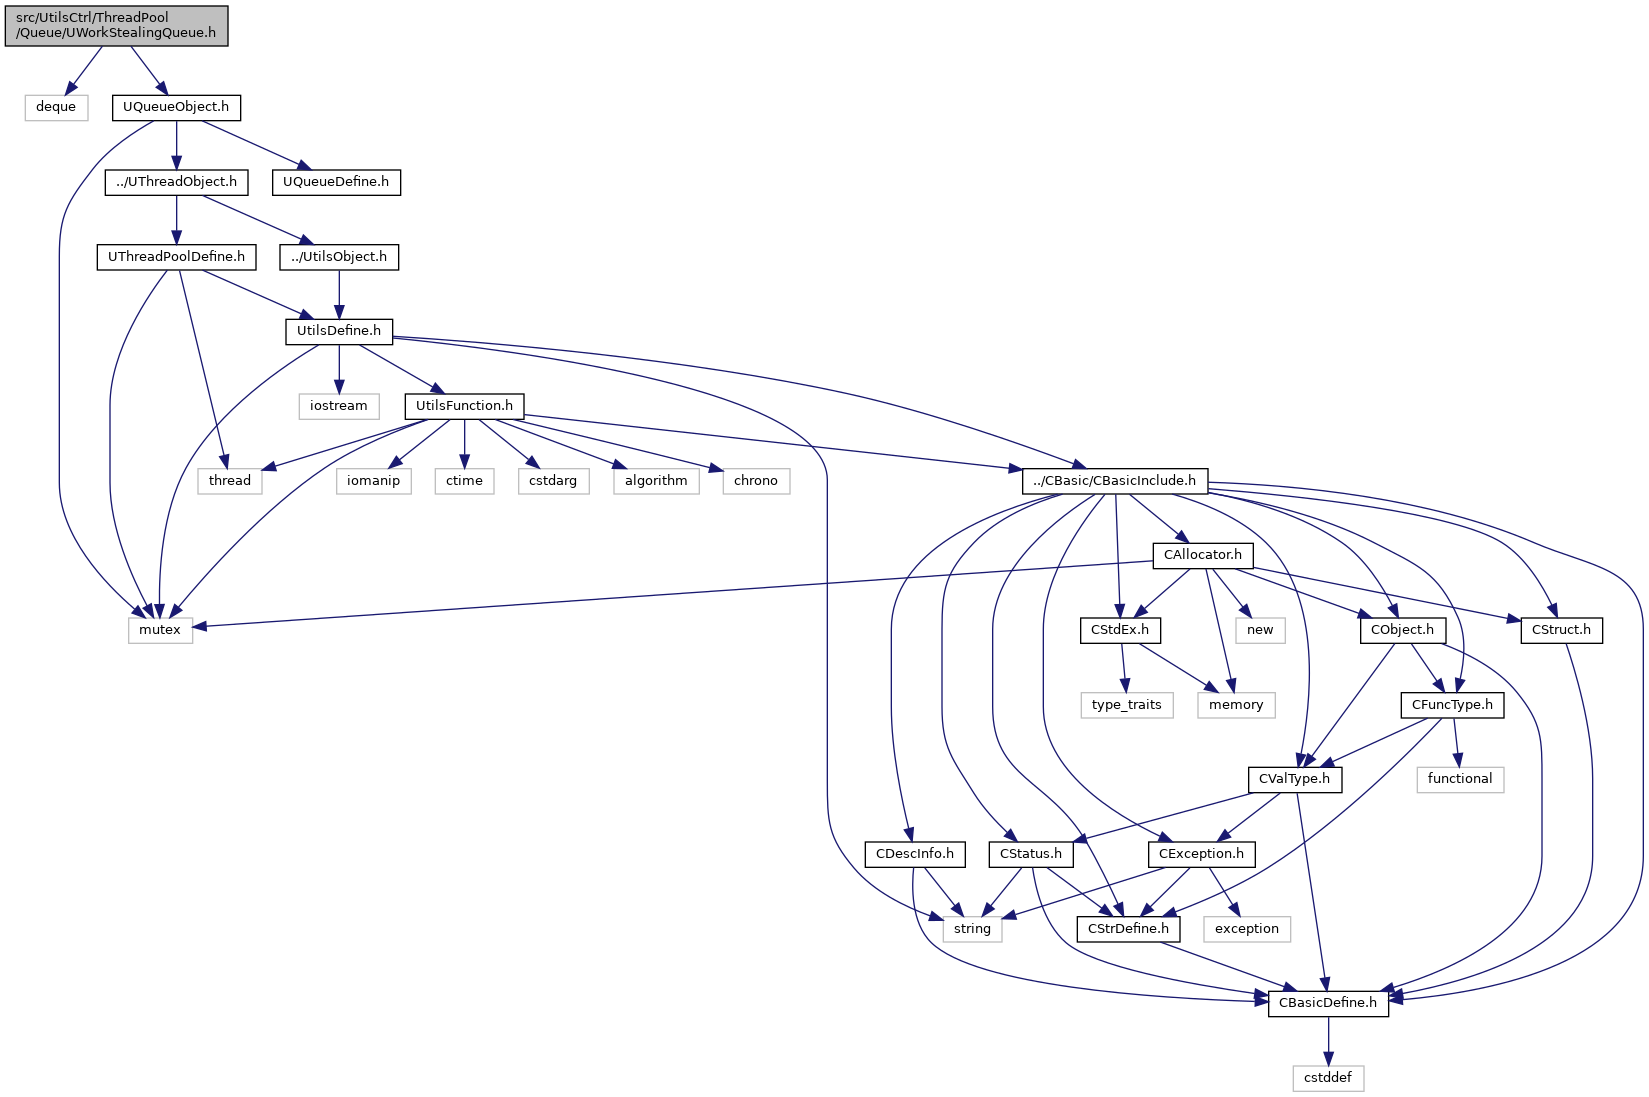 src/UtilsCtrl/ThreadPool
/Queue/UWorkStealingQueue.h
deque
UQueueObject.h
../UThreadObject.h
UQueueDefine.h
UThreadPoolDefine.h
../UtilsObject.h
UtilsDefine.h
iostream
UtilsFunction.h
thread
iomanip
ctime
cstdarg
algorithm
chrono
../CBasic/CBasicInclude.h
CAllocator.h
mutex
CStdEx.h
new
CObject.h
CStruct.h
type_traits
memory
CFuncType.h
CValType.h
functional
CDescInfo.h
CStatus.h
CException.h
string
CStrDefine.h
exception
CBasicDefine.h
cstddef